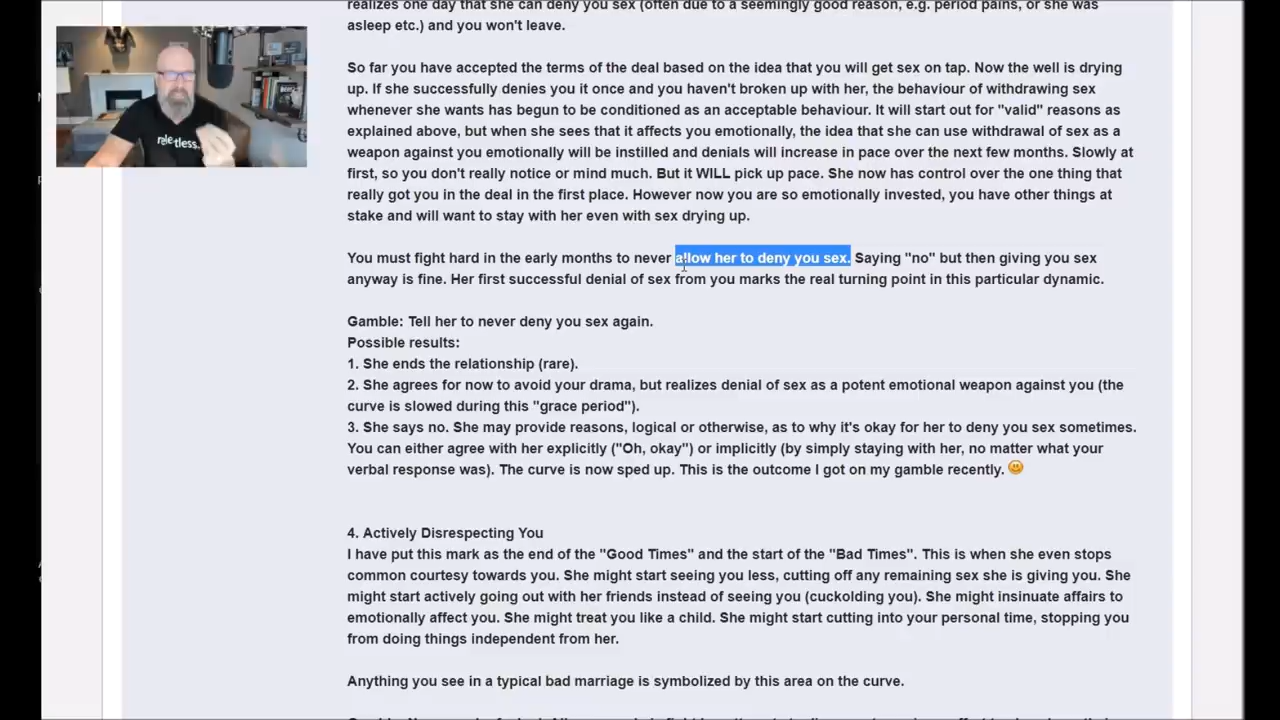 realizes one day that she can deny you sex (often due to a seemingly good reason, e.g. period pains, or she was
asleep etc.) and you won't leave.
So far you have accepted the terms of the deal based on the idea that you will get sex on tap. Now the well is drying
up. If she successfully denies you it once and you haven't broken up with her, the behaviour of withdrawing sex
whenever she wants has begun to be conditioned as an acceptable behaviour. It will start out for "valid" reasons as
explained above, but when she sees that it affects you emotionally, the idea that she can use withdrawal of sex as a
weapon against you emotionally will be instilled and denials will increase in pace over the next few months. Slowly at
first, so you don't really notice or mind much. But it WILL pick up pace. She now has control over the one thing that
really got you in the deal in the first place. However now you are so emotionally invested, you have other things at
stake and will want to stay with her even with sex drying up.
You must fight hard in the early months to never allow her to deny you sex. Saying "no" but then giving you sex
anyway is fine. Her first successful denial of sex from you marks the real turning point in this particular dynamic.
Gamble: Tell her to never deny you sex again.
Possible results:
1. She ends the relationship (rare).
2. She agrees for now to avoid your drama, but realizes denial of sex as a potent emotional weapon against you (the
curve is slowed during this "grace period").
3. She says no. She may provide reasons, logical or otherwise, as to why it's okay for her to deny you sex sometimes.
You can either agree with her explicitly ("Oh, okay") or implicitly (by simply staying with her, no matter what your
verbal response was). The curve is now sped up. This is the outcome I got on my gamble recently.
4. Actively Disrespecting You
I have put this mark as the end of the "Good Times" and the start of the "Bad Times". This is when she even stops
common courtesy towards you. She might start seeing you less, cutting off any remaining sex she is giving you. She
might start actively going out with her friends instead of seeing you (cuckolding you). She might insinuate affairs to
emotionally affect you. She might treat you like a child. She might start cutting into your personal time, stopping you
from doing things independent from her.
Anything you see in a typical bad marriage is symbolized by this area on the curve.